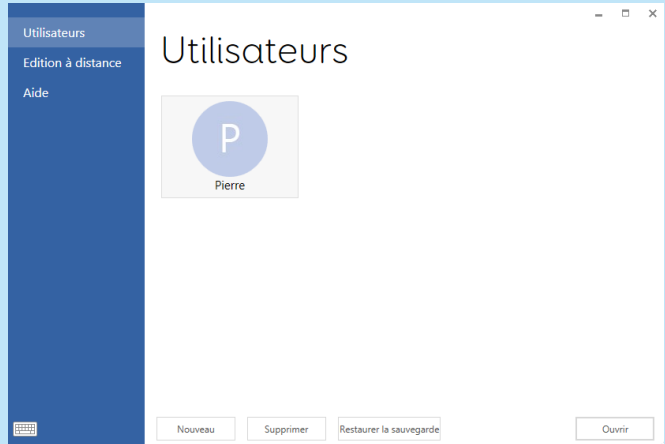 Utilisateurs
Edition à distance
Aide
Utilisateurs
P
Pierre
Nouveau
Supprimer
Restaurer la sauvegarde
Ouvrir